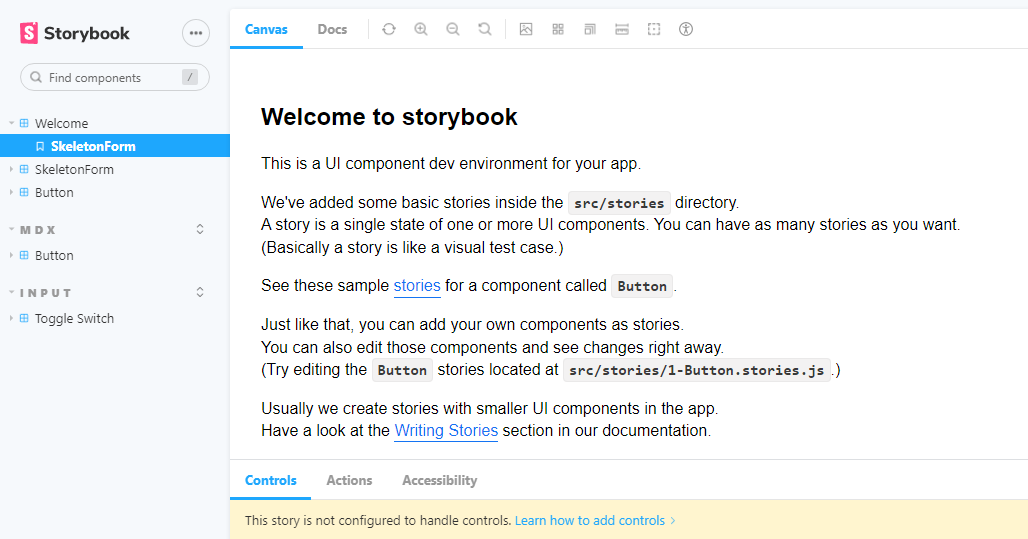 Storybook
Find components /
Welcome
SkeletonForm
SkeletonForm
Button
MDX
Button
INPUT
Toggle Switch
Canvas Docs
Welcome to storybook
This is a UI component dev environment for your app.
We've added some basic stories inside the src/stories directory.
A story is a single state of one or more UI components. You can have as many stories as you want.
(Basically a story is like a visual test case.)
See these sample stories for a component called Button.
Just like that, you can add your own components as stories.
You can also edit those components and see changes right away.
(Try editing the Button stories located at src/stories/1-Button.stories.js.)
Usually we create stories with smaller UI components in the app.
Have a look at the Writing Stories section in our documentation.
Controls Actions Accessibility
This story is not configured to handle controls. Learn how to add controls